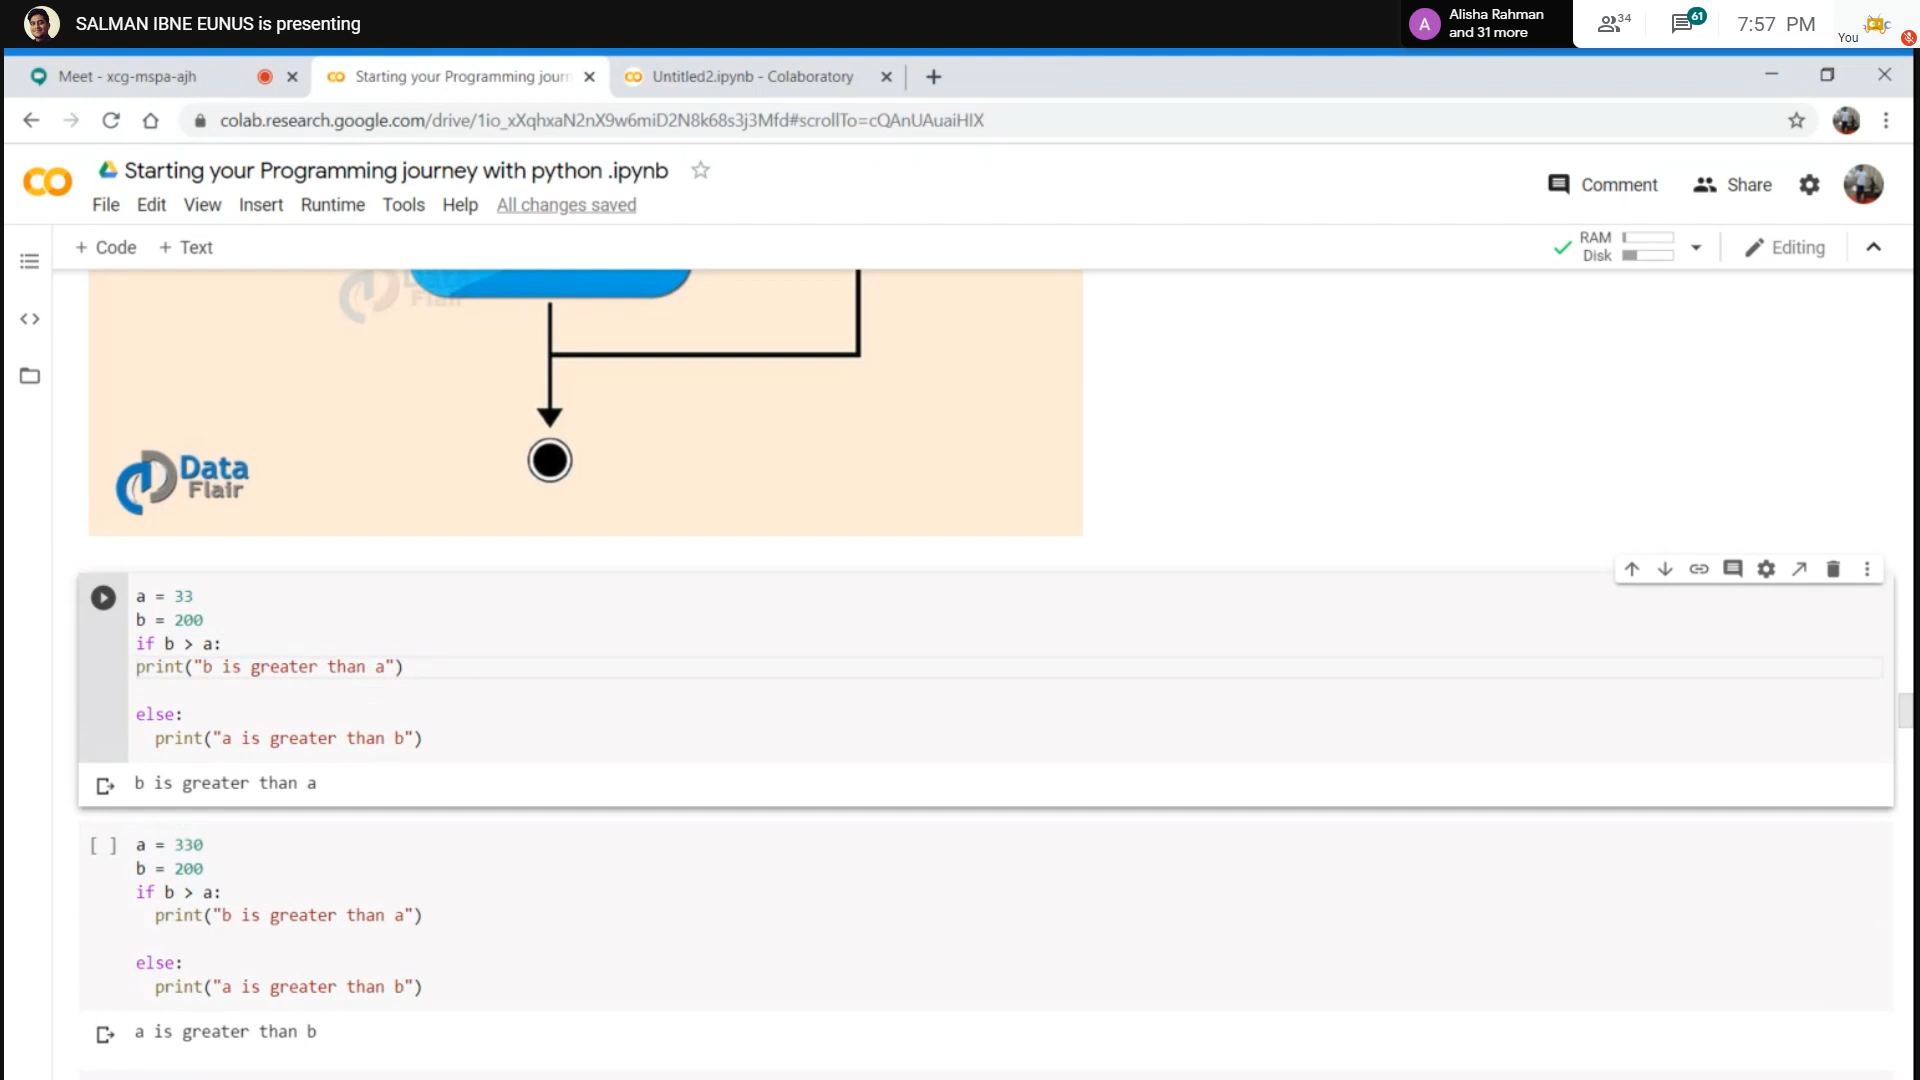 SALMAN IBNE EUNUS is presenting
A
Alisha Rahman
and 31 more
34
61
7:57 PM
You
Meet - xcg-mspa-ajh
Starting your Programming journ
Untitled2.ipynb - Colaboratory
colab.research.google.com/drive/1io_xXqhxaN2nX9w6miD2N8k68s3j3Mfd#scrollTo=cQAnUAuaiHIX
Starting your Programming journey with python .ipynb
Comment
Share
File Edit View Insert Runtime Tools Help All changes saved
+ Code + Text
RAM
Disk
Editing
Data
Flair
Data
Flair
a = 33
b = 200
if b > a:
print("b is greater than a")
else:
print("a is greater than b")
b is greater than a
[ ]
a = 330
b = 200
if b > a:
print("b is greater than a")
else:
print("a is greater than b")
a is greater than b